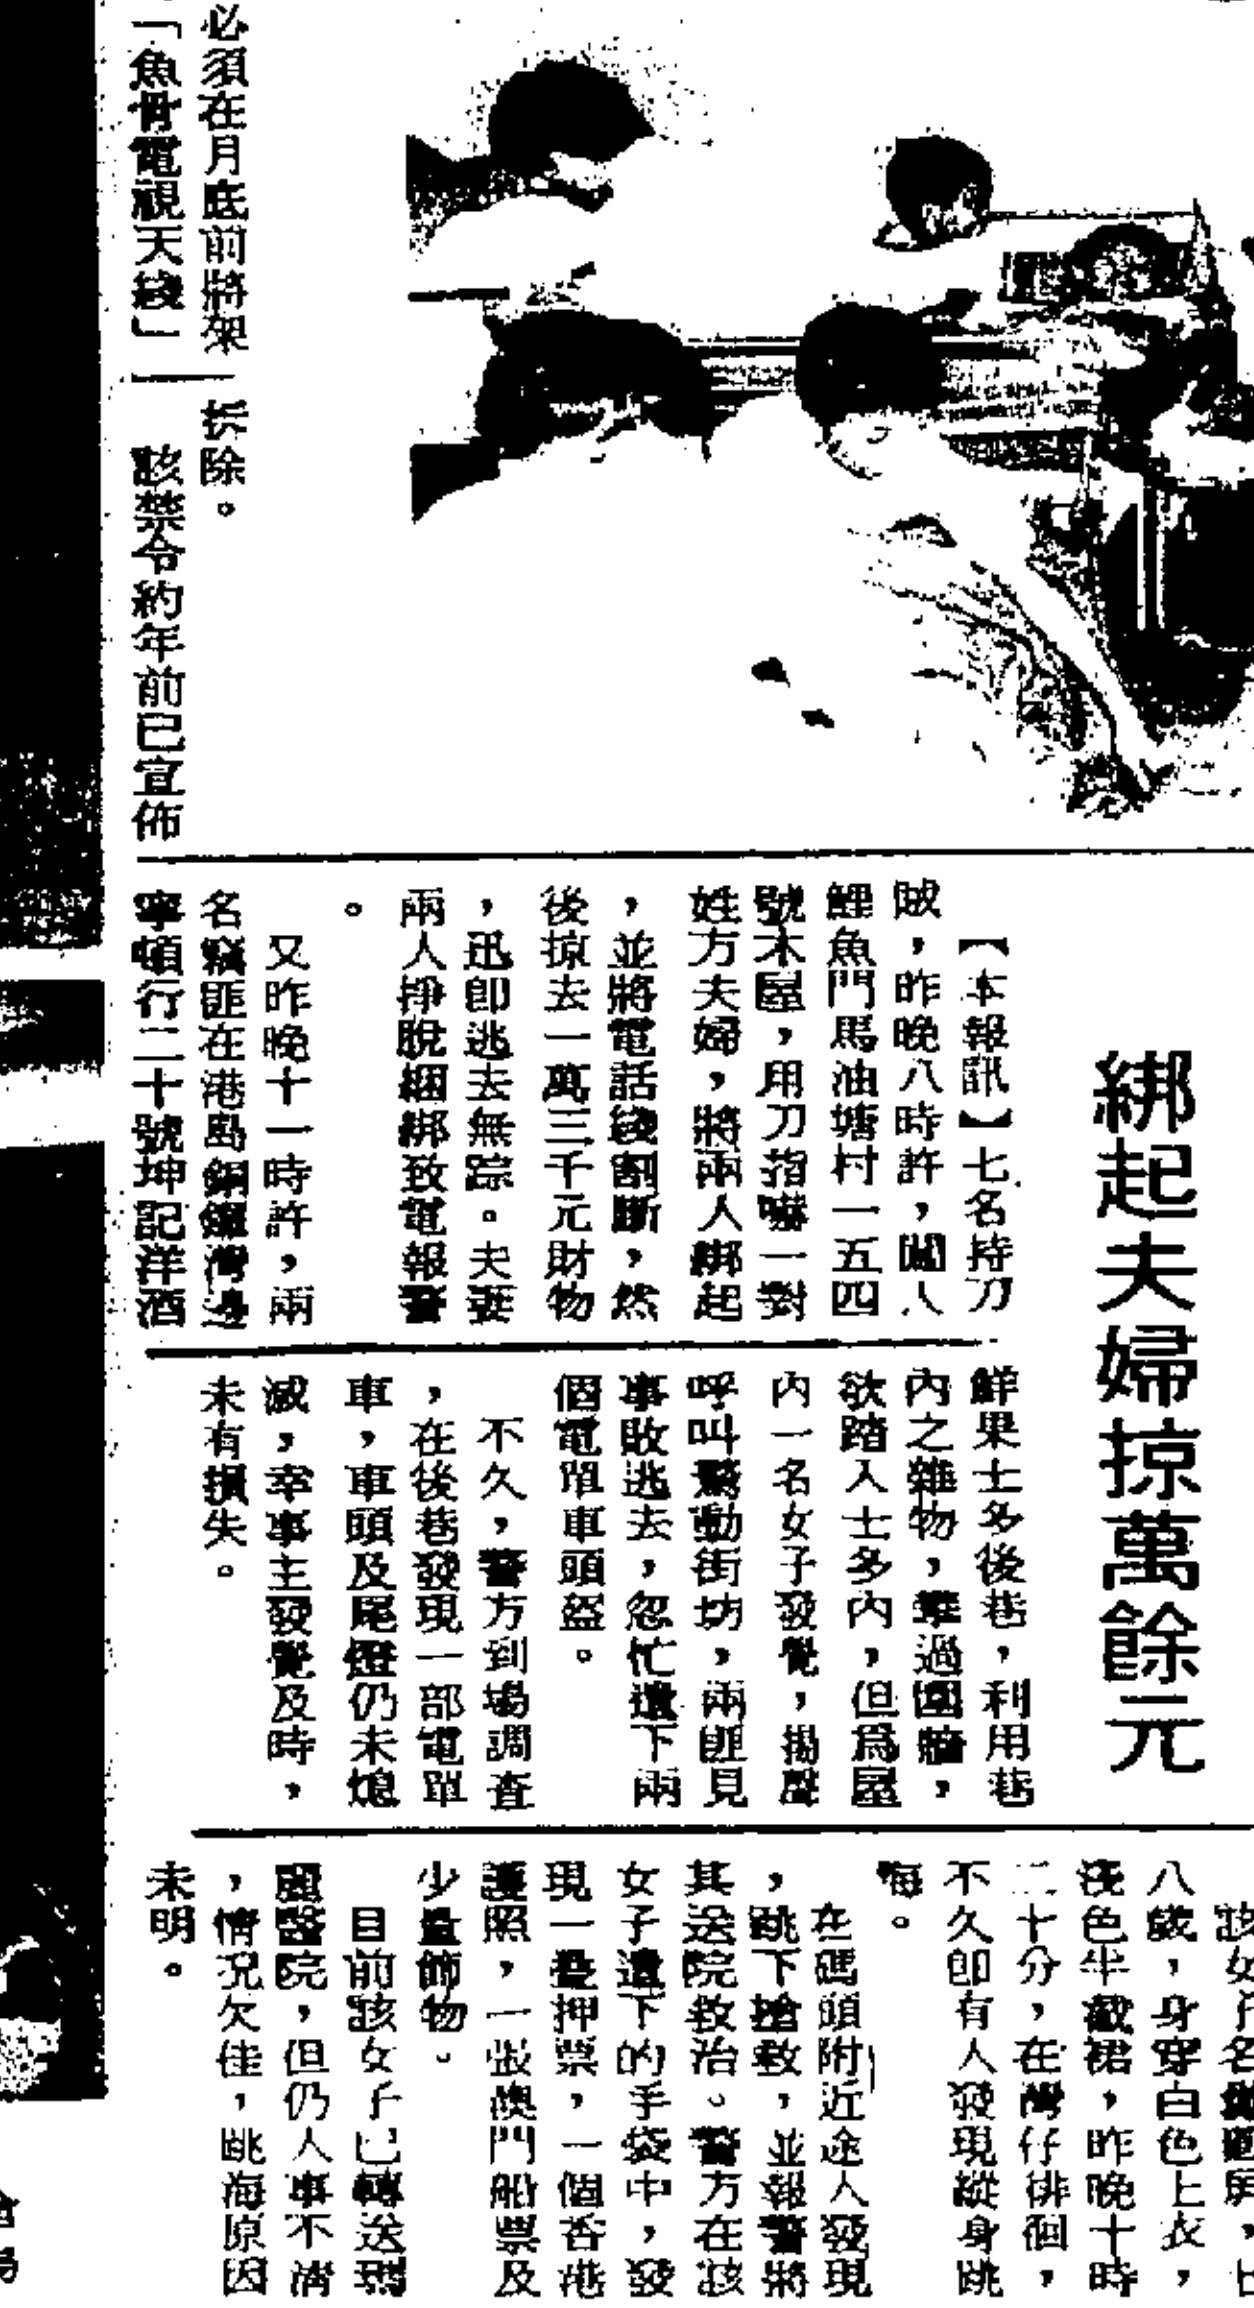 必須在月底前將架
「魚骨電視天綫」
拆除。
該禁令約年前已宣佈
綁起夫婦掠萬餘元
【本報訊】七名持刀
賊，昨晚八時許，闖入
鯉魚門馬油塘村一五四
號木屋，用刀指嚇一對
姓方夫婦，將兩人綁起
，並將電話綫割斷，然
後掠去一萬三千元財物
，迅卽逃去無踪。夫妻
兩人掙脫綑綁致電報警
。
又昨晚十一時許，兩
名竊匪在港島銅鑼灣邊
寧頓行二十號坤記洋酒
鮮果士多後巷，利用巷
內之雜物，攀過圍牆，
欲踏入士多內，但爲屋
內一名女子發覺，揚聲
呼叫驚動街坊，兩匪見
事敗逃去，忽忙遺下兩
個電單車頭盔。
不久，警方到場調查
，在後巷發現一部電單
車，車頭及尾燈仍未熄
滅，幸事主發覺及時，
未有損失。
該女子名
八歲，身穿白色上衣，
淺色半截裙，昨晚十時
二十分，在灣仔徘徊，
不久卽有人發現縱身跳
海。
在碼頭附近途人發現
，跳下搶救，並報警將
其送院救治。警方在該
女子遺下的手袋中，發
現一叠押票，一個香港
護照，一張澳門船票及
少量飾物。
目前該女子已轉送瑪
麗醫院，但仍人事不清
，情況欠佳，跳海原因
未明。